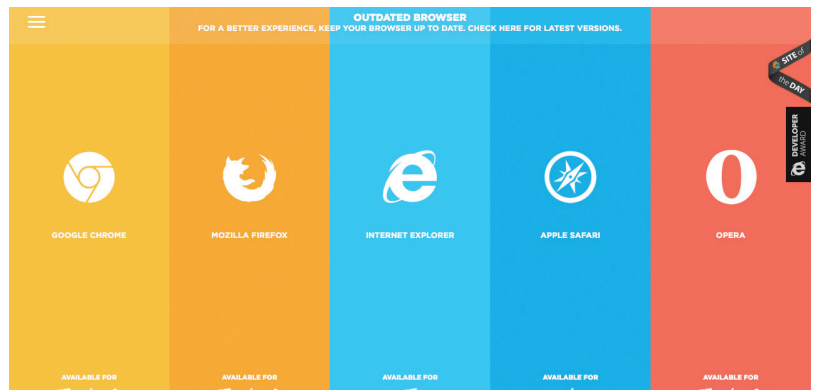 OUTDATED BROWSER
FOR A BETTER EXPERIENCE, KEEP YOUR BROWSER UP TO DATE. CHECK HERE FOR LATEST VERSIONS.
SITE of
the DAY
DEVELOPER
AWARD
GOOGLE CHROME
MOZILLA FIREFOX
INTERNET EXPLORER
APPLE SAFARI
OPERA
AVAILABLE FOR
AVAILABLE FOR
AVAILABLE FOR
AVAILABLE FOR
AVAILABLE FOR